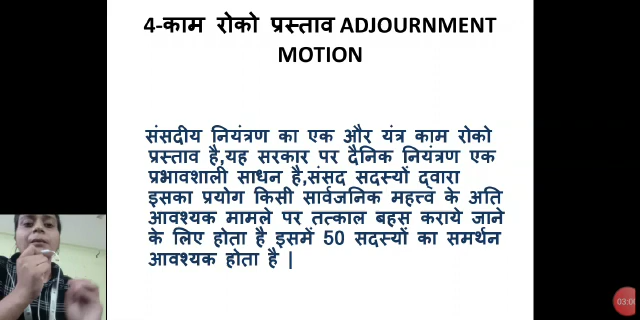 4-काम रोको प्रस्ताव ADJOURNMENT
MOTION
संसदीय नियंत्रण का एक और यंत्र काम रोको
प्रस्ताव है,यह सरकार पर दैनिक नियंत्रण एक
प्रभावशाली साधन है,संसद सदस्यों द्वारा
इसका प्रयोग किसी सार्वजनिक महत्त्व के अति
आवश्यक मामले पर तत्काल बहस कराये जाने
के लिए होता है इसमें 50 सदस्यों का समर्थन
आवश्यक होता है |